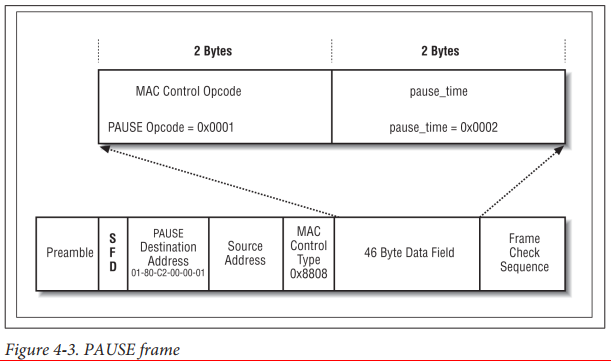 2 Bytes 2 Bytes
MAC Control Opcode pause_time
PAUSE Opcode = 0x0001 pause_time = 0x0002
Preamble
S
F
D
PAUSE
Destination
Address
01-80-C2-00-00-01
Source
Address
MAC
Control
Type
0x8808
46 Byte Data Field
Frame
Check
Sequence
Figure 4-3. PAUSE frame